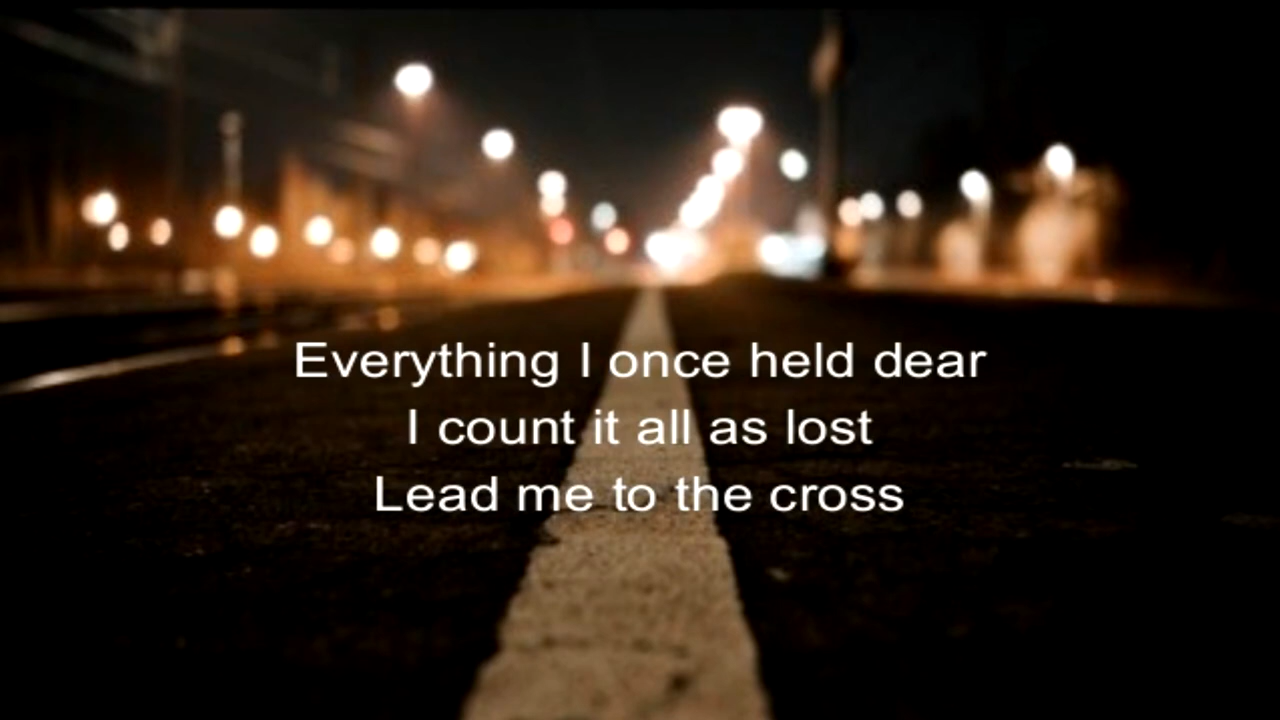 Everything I once held dear
I count it all as lost
Lead me to the cross